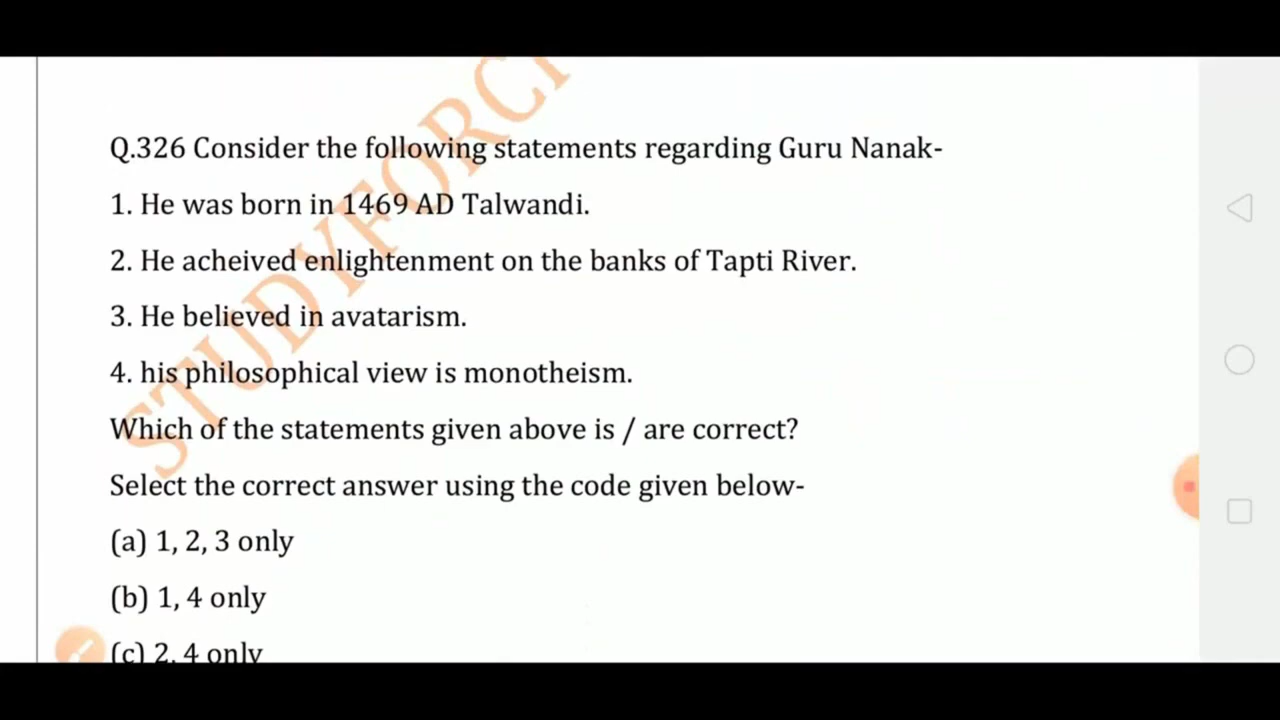 STUDYFORCI
Q.326 Consider the following statements regarding Guru Nanak-
1. He was born in 1469 AD Talwandi.
2. He acheived enlightenment on the banks of Tapti River.
3. He believed in avatarism.
4. his philosophical view is monotheism.
Which of the statements given above is / are correct?
Select the correct answer using the code given below-
(a) 1, 2, 3 only
(b) 1, 4 only
(c) 2, 4 only